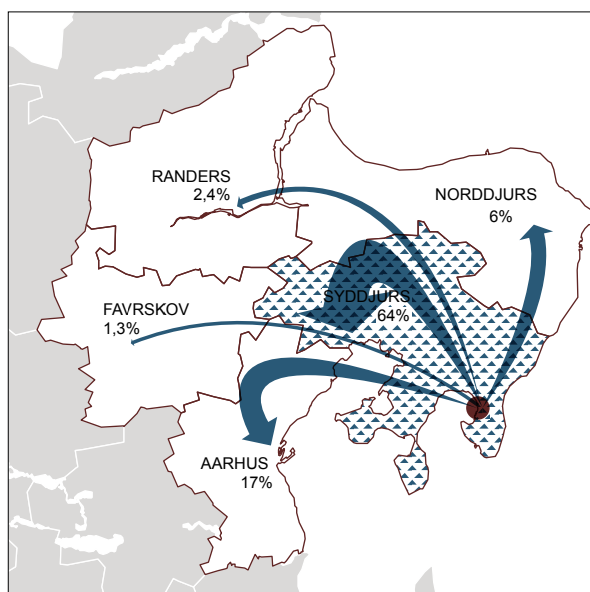 RANDERS
2,4%
NORDDJURS
6%
SYDDJURS
64%
FAVRSKOV
1,3%
AARHUS
17%